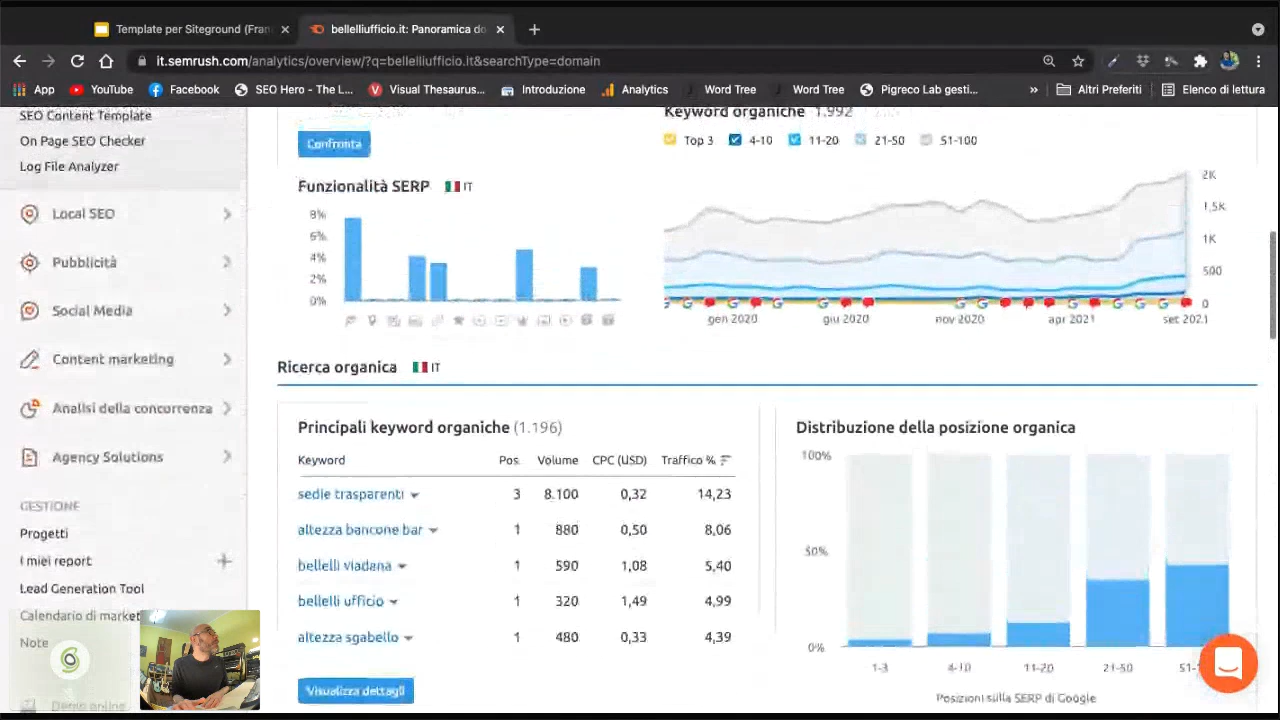 Template per Siteground (Fran
bellelliufficio.it: Panoramica do
it.semrush.com/analytics/overview/?q=bellelliufficio.it&searchType=domain
App
YouTube
Facebook
SEO Hero - The L...
Visual Thesaurus...
Introduzione
Analytics
Word Tree
Word Tree
Pigreco Lab gesti...
»
Altri Preferiti
Elenco di lettura
SEO Content Template
On Page SEO Checker
Log File Analyzer
Local SEO
Pubblicità
Social Media
Content marketing
Analisi della concorrenza
Agency Solutions
GESTIONE
Progetti
I miei report
Lead Generation Tool
Calendario di market
Note
Demo online
Confronta
Keyword organiche 1.992
Top 3 4-10 11-20 21-50 51-100
Funzionalità SERP IT
8%
6%
4%
2%
0%
2K
1,5K
1K
500
0
gen 2020 giu 2020 nov 2020 apr 2021 set 2021
Ricerca organica IT
Principali keyword organiche (1.196)
Keyword Pos. Volume CPC (USD) Traffico %
sedie trasparenti 3 8.100 0,32 14,23
altezza bancone bar 1 880 0,50 8,06
bellelli viadana 1 590 1,08 5,40
bellelli ufficio 1 320 1,49 4,99
altezza sgabello 1 480 0,33 4,39
Visualizza dettagli
Distribuzione della posizione organica
100%
50%
0%
1-3 4-10 11-20 21-50 51-1
Posizioni sulla SERP di Google